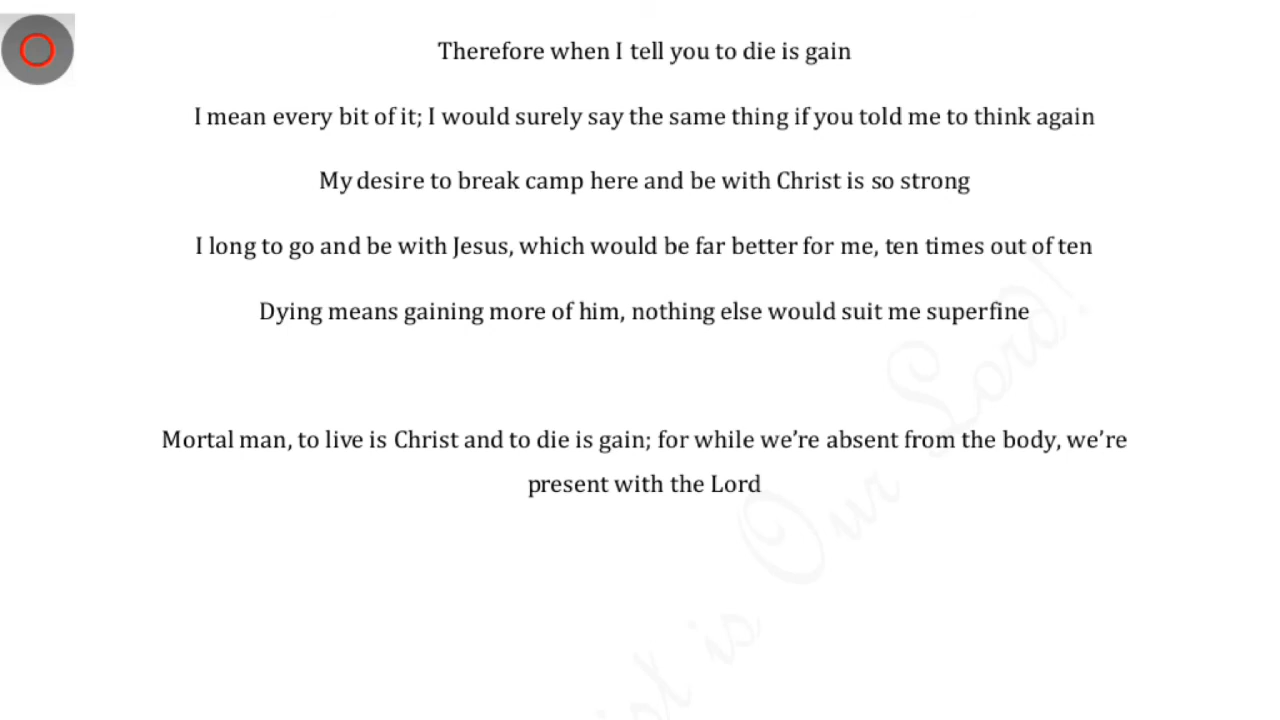 Therefore when I tell you to die is gain
I mean every bit of it; I would surely say the same thing if you told me to think again
My desire to break camp here and be with Christ is so strong
I long to go and be with Jesus, which would be far better for me, ten times out of ten
Dying means gaining more of him, nothing else would suit me superfine
Mortal man, to live is Christ and to die is gain; for while we’re absent from the body, we’re
present with the Lord
is Our Lord!